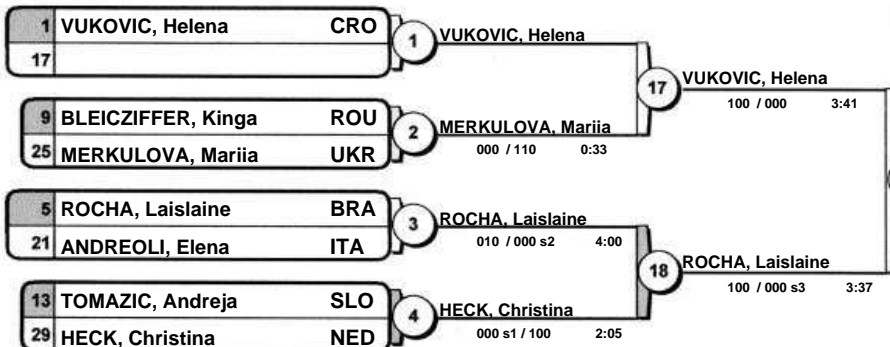 1 VUKOVIC, Helena CRO
17
1 VUKOVIC, Helena
17 VUKOVIC, Helena
100 / 000 3:41
9 BLEICZIFFER, Kinga ROU
25 MERKULOVA, Mariia UKR
2 MERKULOVA, Mariia
000 / 110 0:33
5 ROCHA, Laislaine BRA
21 ANDREOLI, Elena ITA
3 ROCHA, Laislaine
010 / 000 s2 4:00
18 ROCHA, Laislaine
100 / 000 s3 3:37
13 TOMAZIC, Andreja SLO
29 HECK, Christina NED
4 HECK, Christina
000 s1 / 100 2:05